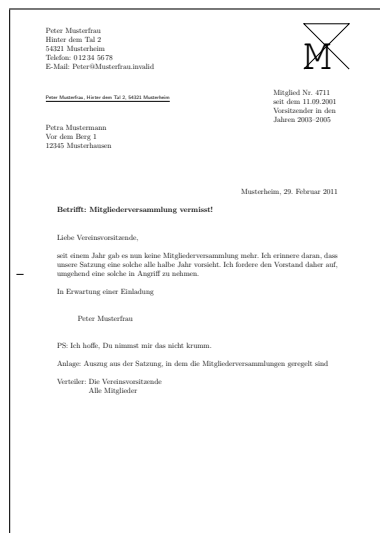 Peter Musterfrau
Hinter dem Tal 2
54321 Musterheim
Telefon: 0 12 34 56 78
E-Mail: Peter@Musterfrau.invalid
M
Peter Musterfrau, Hinter dem Tal 2, 54321 Musterheim
Mitglied Nr. 4711
seit dem 11.09.2001
Vorsitzender in den
Jahren 2003–2005
Petra Mustermann
Vor dem Berg 1
12345 Musterhausen
Musterheim, 29. Februar 2011
Betrifft: Mitgliederversammlung vermisst!
Liebe Vereinsvorsitzende,
seit einem Jahr gab es nun keine Mitgliederversammlung mehr. Ich erinnere daran, dass
unsere Satzung eine solche alle halbe Jahr vorsieht. Ich fordere den Vorstand daher auf,
umgehend eine solche in Angriff zu nehmen.
In Erwartung einer Einladung
Peter Musterfrau
PS: Ich hoffe, Du nimmst mir das nicht krumm.
Anlage: Auszug aus der Satzung, in dem die Mitgliederversammlungen geregelt sind
Verteiler: Die Vereinsvorsitzende
Alle Mitglieder